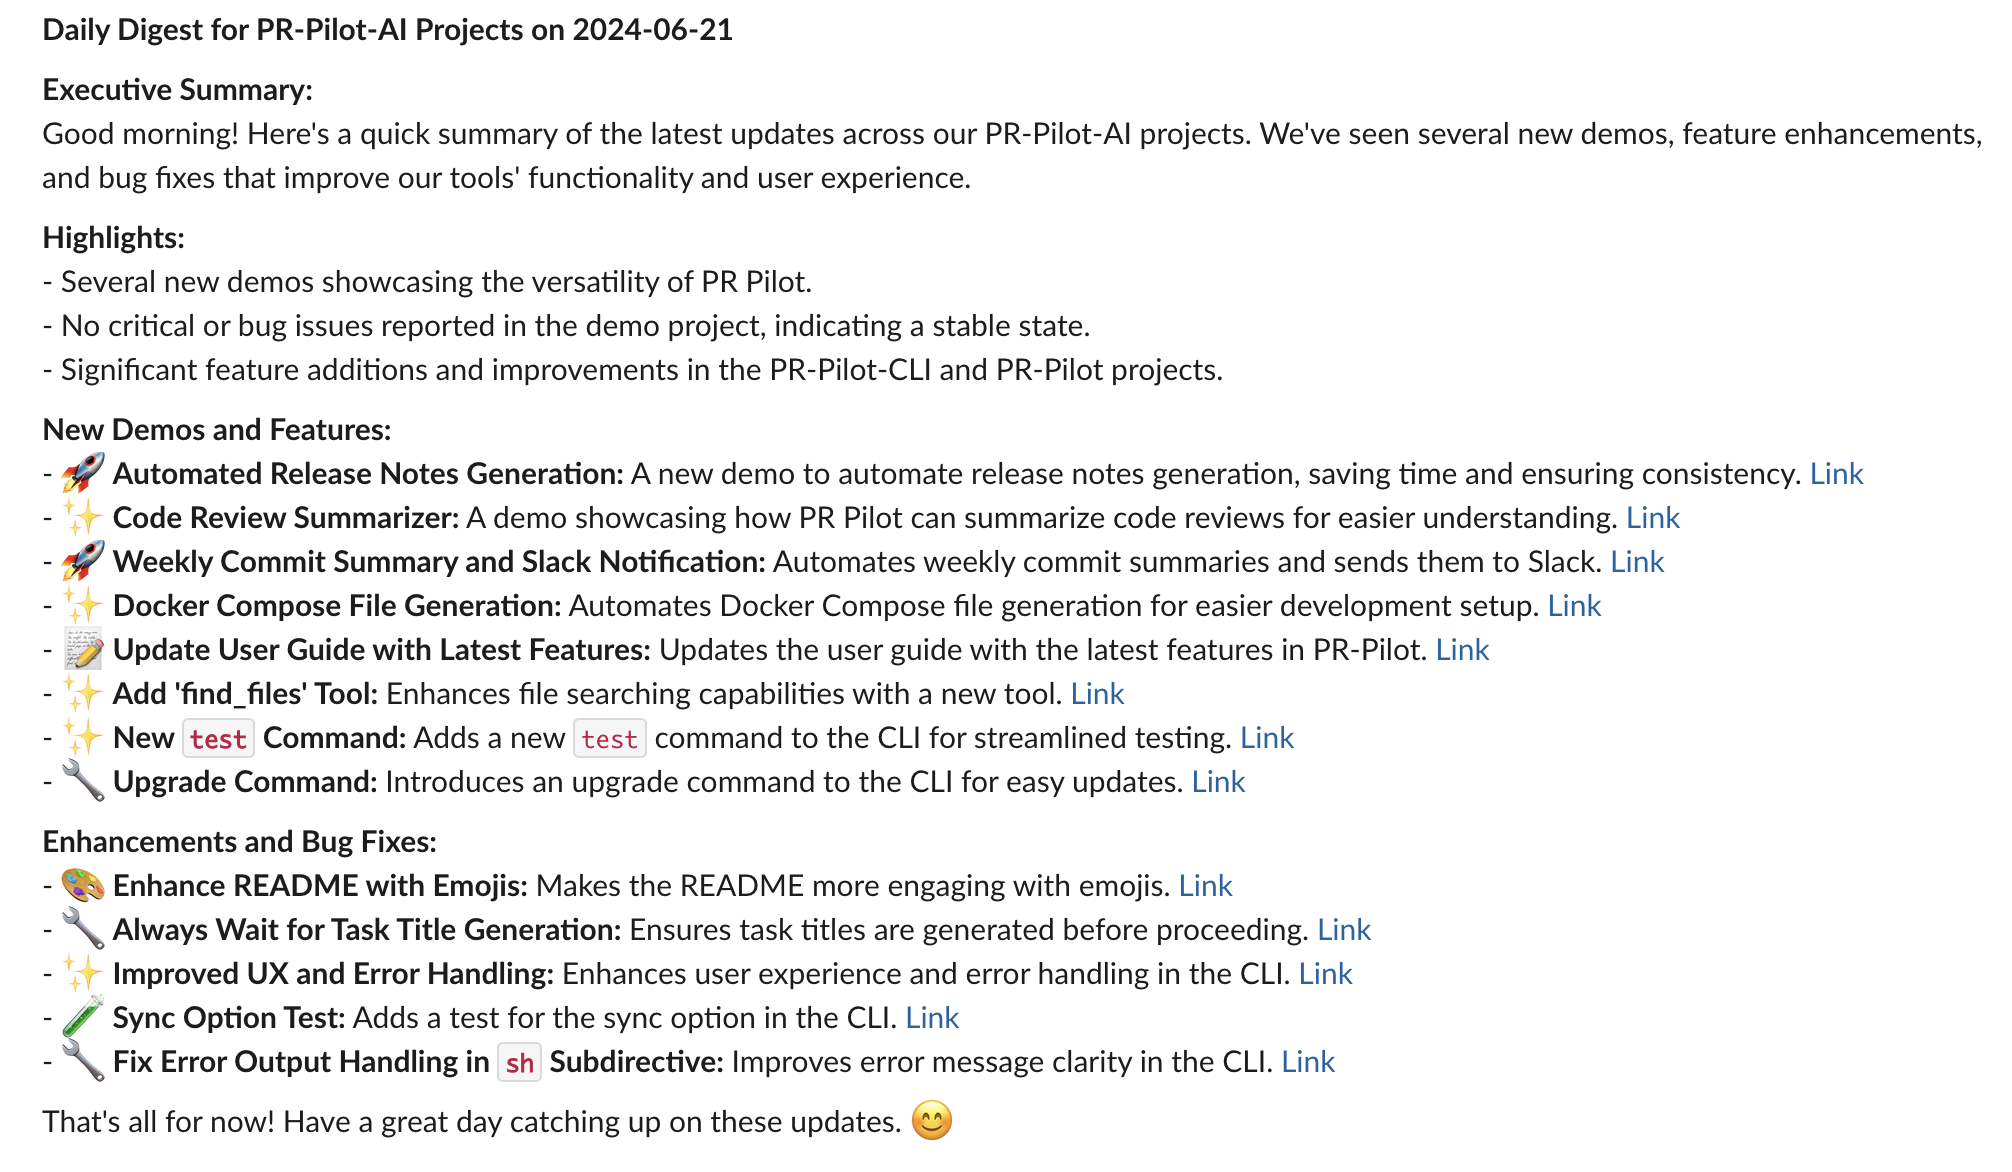 Daily Digest for PR-Pilot-AI Projects on 2024-06-21
Executive Summary:
Good morning! Here's a quick summary of the latest updates across our PR-Pilot-AI projects. We've seen several new demos, feature enhancements,
and bug fixes that improve our tools' functionality and user experience.
Highlights:
- Several new demos showcasing the versatility of PR Pilot.
- No critical or bug issues reported in the demo project, indicating a stable state.
- Significant feature additions and improvements in the PR-Pilot-CLI and PR-Pilot projects.
New Demos and Features:
- 🚀 Automated Release Notes Generation: A new demo to automate release notes generation, saving time and ensuring consistency. Link
- ✨ Code Review Summarizer: A demo showcasing how PR Pilot can summarize code reviews for easier understanding. Link
- 🚀 Weekly Commit Summary and Slack Notification: Automates weekly commit summaries and sends them to Slack. Link
- ✨ Docker Compose File Generation: Automates Docker Compose file generation for easier development setup. Link
- 📝 Update User Guide with Latest Features: Updates the user guide with the latest features in PR-Pilot. Link
- ✨ Add 'find_files' Tool: Enhances file searching capabilities with a new tool. Link
- ✨ New test Command: Adds a new test command to the CLI for streamlined testing. Link
- 🔧 Upgrade Command: Introduces an upgrade command to the CLI for easy updates. Link
Enhancements and Bug Fixes:
- 🎨 Enhance README with Emojis: Makes the README more engaging with emojis. Link
- 🔧 Always Wait for Task Title Generation: Ensures task titles are generated before proceeding. Link
- ✨ Improved UX and Error Handling: Enhances user experience and error handling in the CLI. Link
- 🧪 Sync Option Test: Adds a test for the sync option in the CLI. Link
- 🔧 Fix Error Output Handling in sh Subdirective: Improves error message clarity in the CLI. Link
That's all for now! Have a great day catching up on these updates. 😊